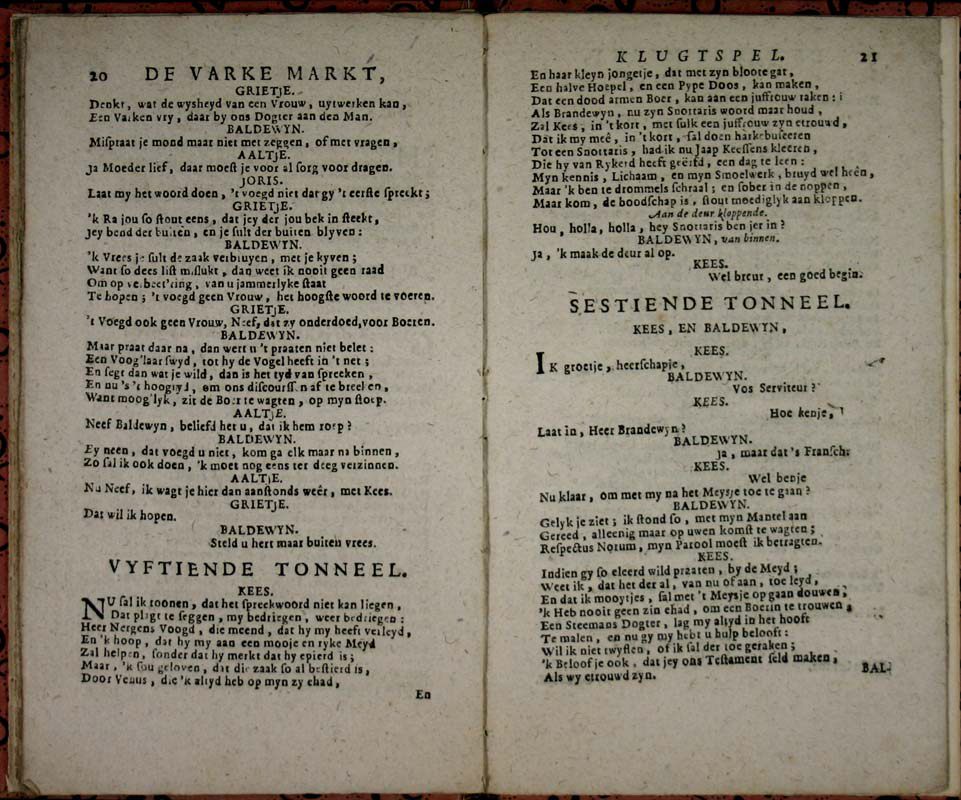 20 DE VARKE MARKT,
GRIETJE.
Denkt, wat de wysheyd van een Vrouw, uytwerken kan,
Een Varken vry, daar by ons Dogter aan den Man.
BALDEWYN.
Mispraat je mond maar niet met zeggen, of met vragen,
AALTJE.
Ja Moeder lief, daar moest je voor al sorg voor dragen.
JORIS.
Laat my het woord doen, 't voegd niet dat gy 't eerste spreekt;
GRIETJE.
'k Ra jou so stout eens, dat jey der jou bek in steekt,
Jey bend der buiten, en je sult der buiten blyven:
BALDEWYN.
'k Vrees je sult de zaak verbruyen, met je kyven;
Want so dees list mislukt, dan weet ik nooit geen raad
Om op verbeet'ring, van u jammerlyke staat
Te hopen; 't voegd geen Vrouw, het hoogste woord te voeren.
GRIETJE.
't Voegd ook geen Vrouw, Neef, dat zy onderdoed, voor Boeren.
BALDEWYN.
Maar praat daar na, dan wert u 't praaten niet belet:
Een Voog'laar swyd, tot hy de Vogel heeft in 't net;
En segt dan wat je wild, dan is het tyd van spreeken,
En nu 's 't hoog tyd, om ons discoursen af te breeken,
Want moog'lyk, zit de Boer te wagten, op myn stoep.
AALTJE.
Neef Baldewyn, beliefd het u, dat ik hem roep?
BALDEWYN.
Ey neen, dat voegd u niet, kom ga elk maar na binnen,
Zo sal ik ook doen, 'k moet nog eens ter deeg verzinnen.
AALTJE.
Nu Neef, ik wagt je hier dan aanstonds weêr, met Kees.
GRIETJE.
Dat wil ik hopen.
BALDEWYN.
Steld u hert maar buiten vrees.
VYFTIENDE TONNEEL.
KEES.
NU sal ik toonen, dat het spreekwoord niet kan liegen,
Dat plagt te seggen, my bedriegen, weer bedriegen:
Heer Nergens Voogd, die meend, dat hy my heeft verleyd,
En 'k hoop, dat hy my aan een mooje en ryke Meyd
Zal helpen, sonder dat hy merkt dat hy epierd is;
Maar, 'k sou geloven, dat die zaak so al bestierd is,
Door Venus, die 'k altyd heb op myn zy ehad,
En
KLUGTSPEL. 21
En haar kleyn jongetje, dat met zyn bloote gat,
Een halve Hoepel, en een Pype Doos, kan maken,
Dat een dood armen Boer, kan aan een juffrouw raken:
Als Brandewyn, nu zyn Snottaris woord maar houd,
Zal Kees, in 't kort, met sulk een juffrouw zyn etrouwd,
Dat ik my meê, in 't kort, sal doen harkebuseeren
Tot een Snottaris, had ik nu Jaap Keessens kleeren,
Die hy van Rykerd heeft geërfd, een dag te leen:
Myn kennis, Lichaam, en myn Smoelwerk, bruyd wel heên,
Maar 'k ben te drommels schraal; en sober in de noppen,
Maar kom, de boodschap is, stout moediglyk aan kloppen.
Aan de deur kloppende.
Hou, holla, holla, hey Snottaris ben jer in?
BALDEWYN, van binnen.
Ja, 'k maak de deur al op.
KEES.
Wel breur, een goed begin.
SESTIENDE TONNEEL.
KEES, EN BALDEWYN,
KEES.
IK groetje, heerschapje,
BALDEWYN.
Vos Serviteur?
KEES.
Hoe kenje,
Laat in, Heer Brandewyn?
BALDEWYN.
Ja, maar dat's Fransch:
KEES.
Wel benje
Nu klaar, om met my na het Meysje toe te gaan?
BALDEWYN.
Gelyk je ziet; ik stond so, met myn Mantel aan
Gereed, alleenig maar op uwen komst te wagten;
Respectus Notum, myn Parool moest ik betragten.
KEES.
Indien gy so eleerd wild praaten, by de Meyd;
Weet ik, dat het der al, van nu of aan, toe leyd,
En dat ik mooytjes, sal met 't Meysje op gaan douwen;
'k Heb nooit geen zin ehad, om een Boerin te trouwen,
Een Steemans Dogter, lag my altyd in het hooft
Te malen, en nu gy my hebt u hulp belooft:
Wil ik niet twyflen, of ik sal der toe geraken;
'k Beloof je ook, dat jey ons Testament seld maken,
Als wy etrouwd zyn.
BAL-